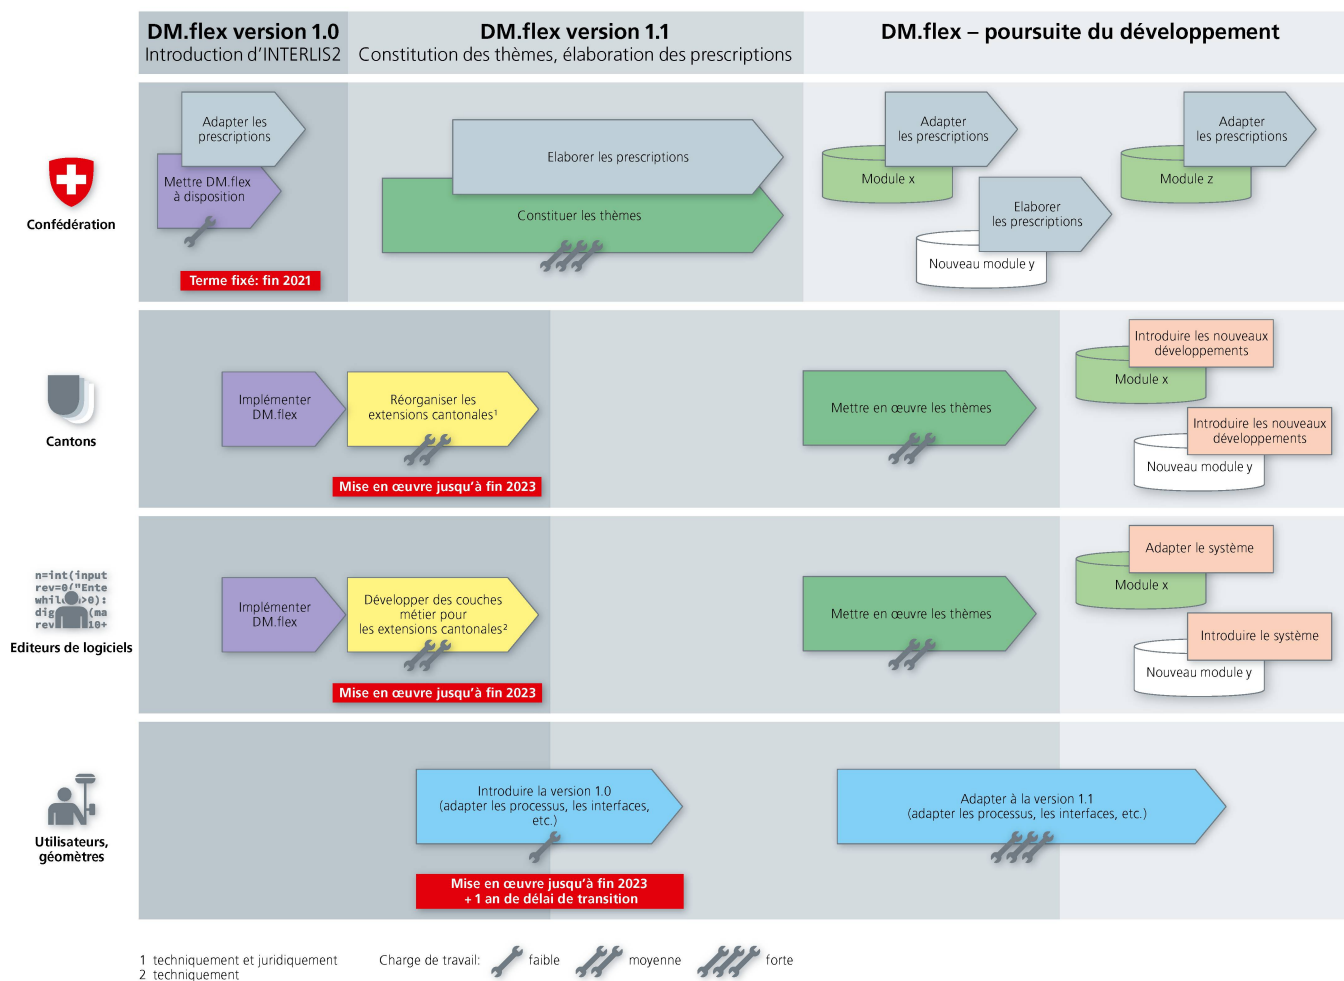 DM.flex version 1.0
Introduction d'INTERLIS2
DM.flex version 1.1
Constitution des thèmes, élaboration des prescriptions
DM.flex – poursuite du développement
Confédération
Adapter les
prescriptions
Mettre DM.flex
à disposition
Terme fixé: fin 2021
Elaborer les prescriptions
Constituer les thèmes
Adapter
les prescriptions
Module x
Elaborer
les prescriptions
Nouveau module y
Adapter
les prescriptions
Module z
Cantons
Implémenter
DM.flex
Réorganiser les
extensions cantonales¹
Mise en œuvre jusqu'à fin 2023
Mettre en œuvre les thèmes
Introduire les nouveaux
développements
Module x
Introduire les nouveaux
développements
Nouveau module y
n=int(input
rev=0("Ente
Editeurs de logiciels
Implémenter
DM.flex
Développer des couches
métier pour
les extensions cantonales²
Mise en œuvre jusqu'à fin 2023
Mettre en œuvre les thèmes
Adapter le système
Module x
Introduire le système
Nouveau module y
Utilisateurs,
géomètres
Introduire la version 1.0
(adapter les processus, les interfaces,
etc.)
Mise en œuvre jusqu'à fin 2023
+ 1 an de délai de transition
Adapter à la version 1.1
(adapter les processus, les interfaces, etc.)
1 techniquement et juridiquement
2 techniquement
Charge de travail: faible moyenne forte